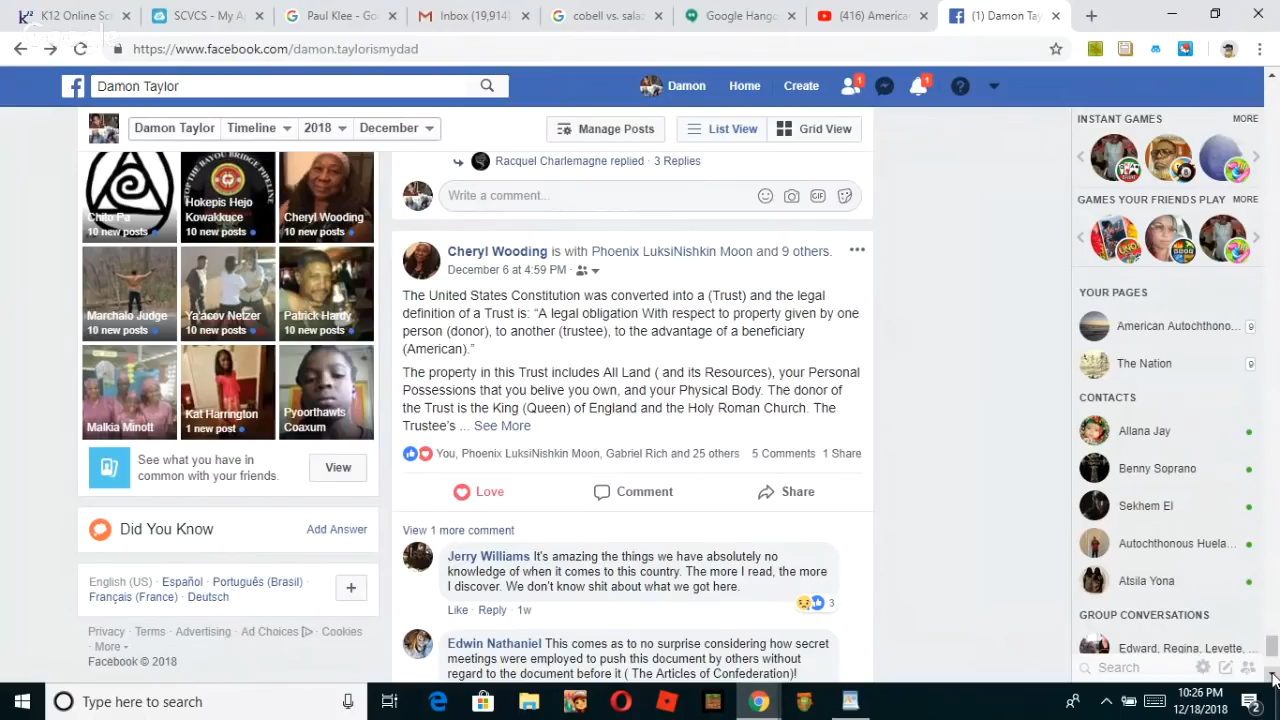 K12 Online Sch
SCVCS - My A
Paul Klee - Goo
Inbox (19,914)
cobell vs. salaz
Google Hango
(416) American
(1) Damon Tay
https://www.facebook.com/damon.taylorismydad
Damon Taylor
Damon
Home
Create
1
1
Damon Taylor
Timeline
2018
December
Manage Posts
List View
Grid View
Chito Pa
10 new posts
Hokepis Hejo
Kowakkuce
10 new posts
Cheryl Wooding
10 new posts
Marchalo Judge
10 new posts
Ya'acov Netzer
10 new posts
Patrick Hardy
10 new posts
Malkia Minott
Kat Harrington
1 new post
Pyoorthawts
Coaxum
See what you have in
common with your friends.
View
Did You Know
Add Answer
English (US) · Español · Português (Brasil) ·
Français (France) · Deutsch
Privacy · Terms · Advertising · Ad Choices · Cookies
· More
Facebook © 2018
Racquel Charlemagne replied · 3 Replies
Write a comment...
GIF
Cheryl Wooding is with Phoenix LuksiNishkin Moon and 9 others.
December 6 at 4:59 PM ·
The United States Constitution was converted into a (Trust) and the legal
definition of a Trust is: “A legal obligation With respect to property given by one
person (donor), to another (trustee), to the advantage of a beneficiary
(American).”
The property in this Trust includes All Land ( and its Resources), your Personal
Possessions that you belive you own, and your Physical Body. The donor of
the Trust is the King (Queen) of England and the Holy Roman Church. The
Trustee’s ... See More
You, Phoenix LuksiNishkin Moon, Gabriel Rich and 25 others
5 Comments 1 Share
Love
Comment
Share
View 1 more comment
Jerry Williams It's amazing the things we have absolutely no
knowledge of when it comes to this country. The more I read, the more
I discover. We don't know shit about what we got here.
3
Like · Reply · 1w
Edwin Nathaniel This comes as to no surprise considering how secret
meetings were employed to push this document by others without
regard to the document before it ( The Articles of Confederation)!
INSTANT GAMES
MORE
GAMES YOUR FRIENDS PLAY
MORE
UNO
YOUR PAGES
American Autochthono...
9
The Nation
9
CONTACTS
Allana Jay
Benny Soprano
Sekhem El
Autochthonous Huela...
Atsila Yona
GROUP CONVERSATIONS
Edward, Regina, Levette, ...
Search
Type here to search
10:26 PM
12/18/2018
2